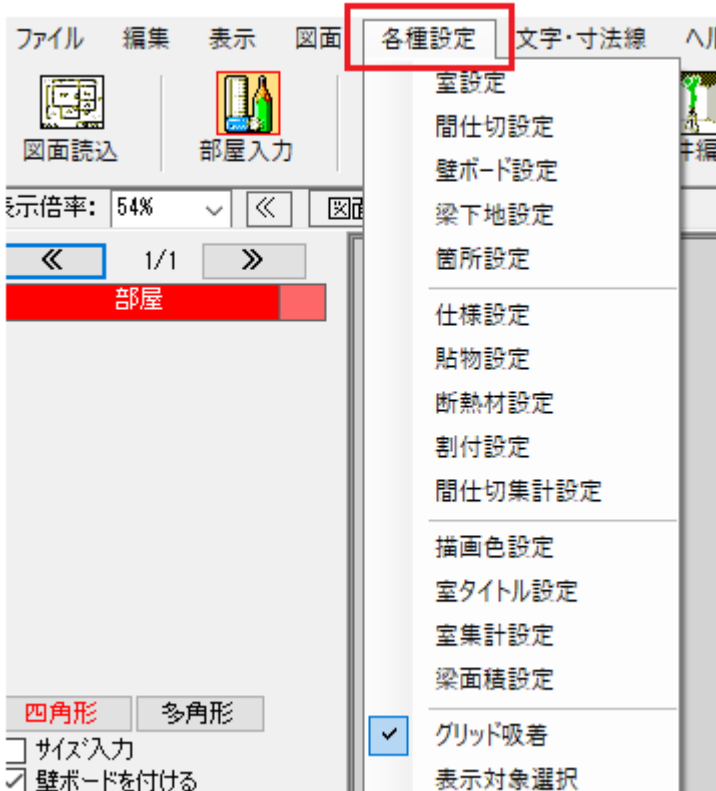 ファイル 編集 表示 図面 各種設定 文字・寸法線
図面読込 部屋入力
表示倍率: 54% ≪ 図面
≪ 1/1 ≫
部屋
室設定
間仕切設定
壁ボード設定
梁下地設定
箇所設定
仕様設定
貼物設定
断熱材設定
割付設定
間仕切集計設定
描画色設定
室タイトル設定
室集計設定
梁面積設定
グリッド吸着
表示対象選択
四角形 多角形
サイズ入力
壁ボードを付ける